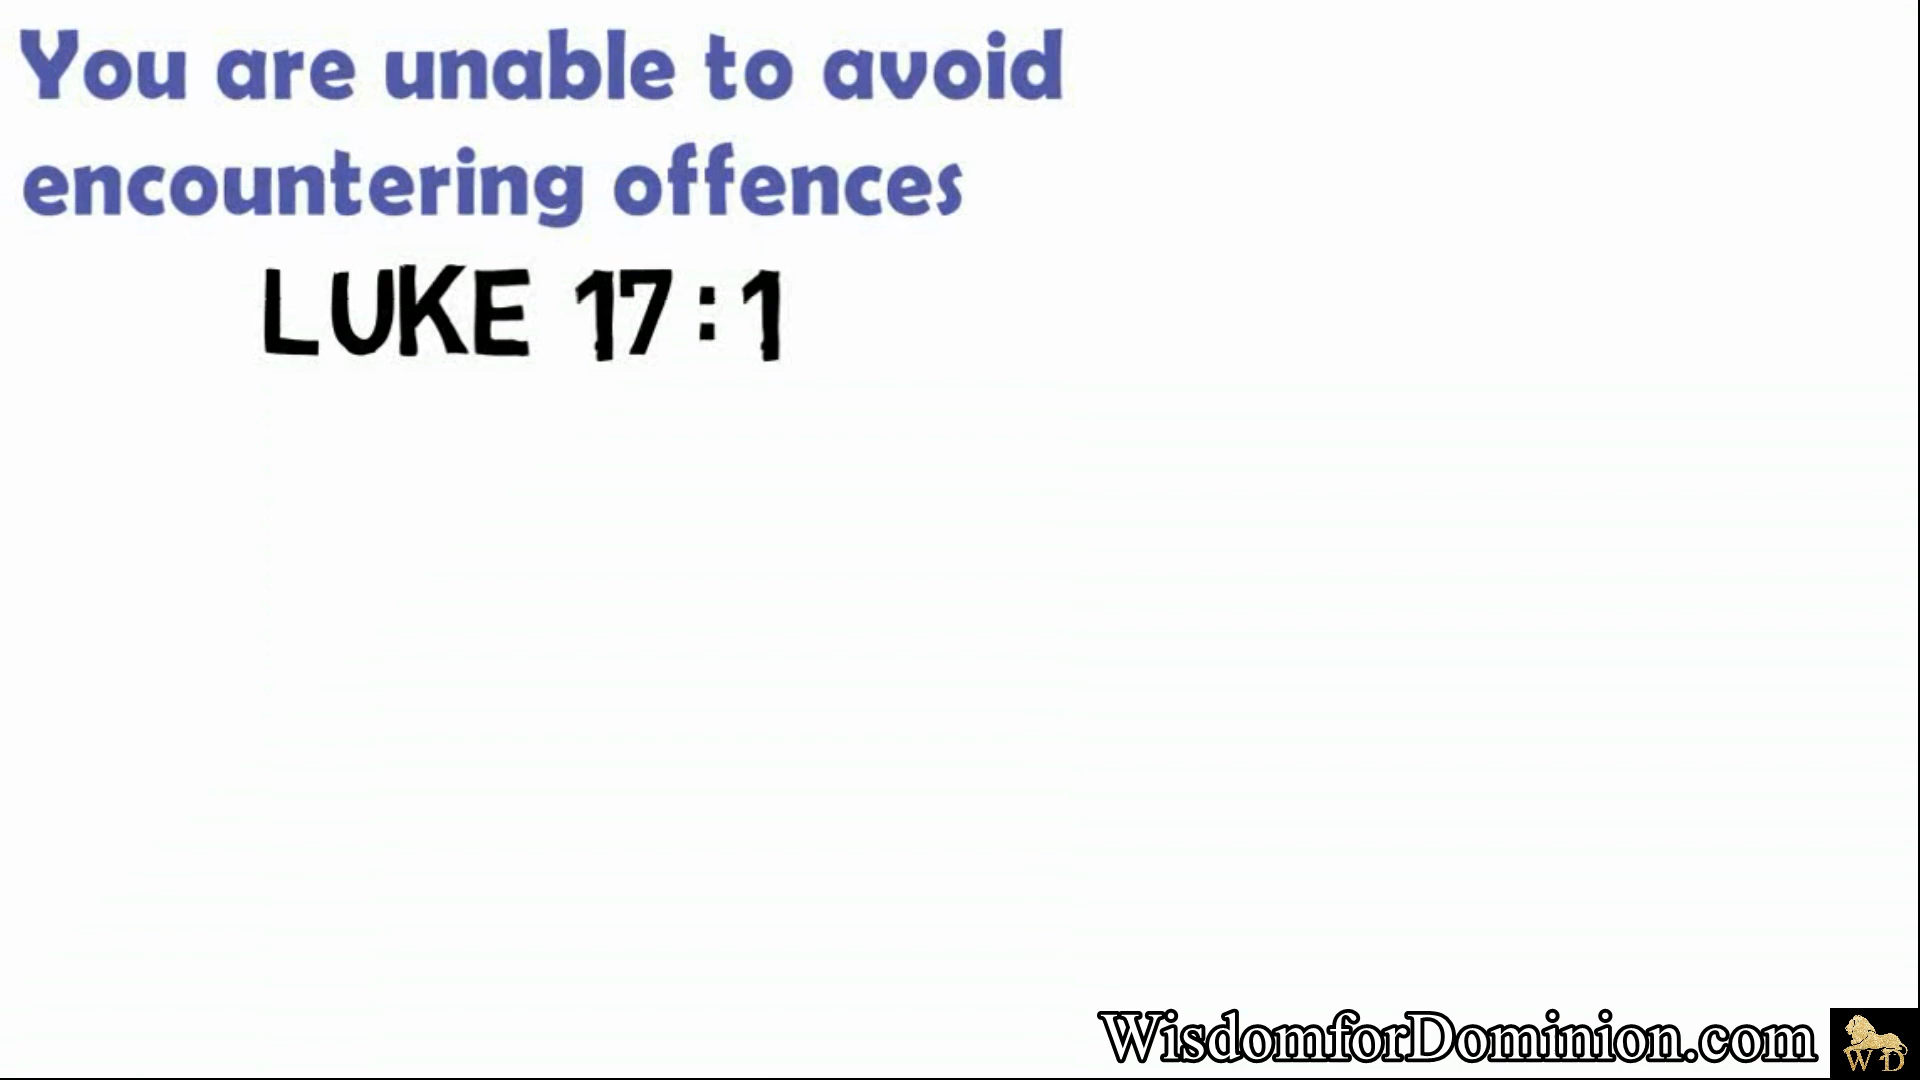 You are unable to avoid
encountering offences
LUKE 17:1
WisdomforDominion.com
W D